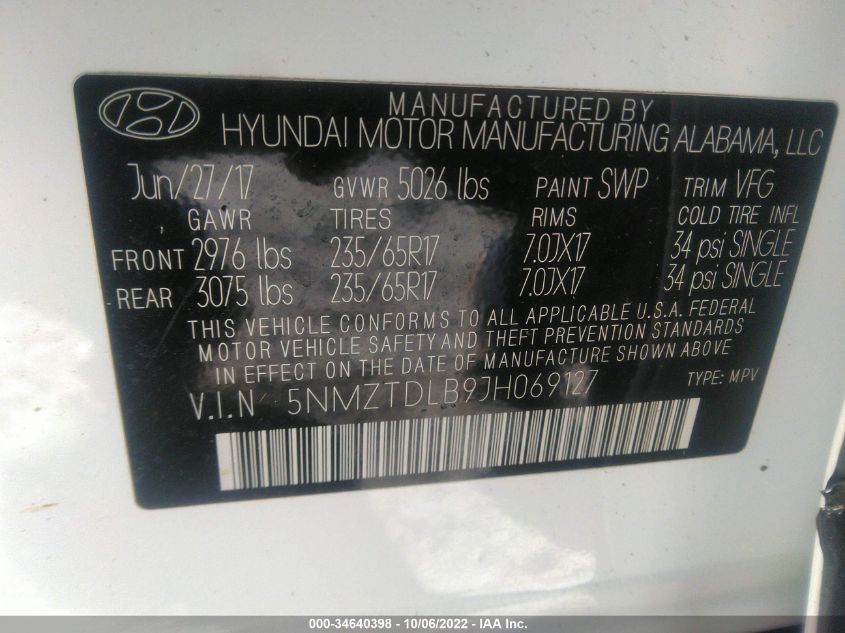 MANUFACTURED BY
HYUNDAI MOTOR MANUFACTURING ALABAMA, LLC
Jun/27/17 GVWR 5026 lbs PAINT SWP TRIM VFG
GAWR TIRES RIMS COLD TIRE INFL
FRONT 2976 lbs 235/65R17 7.0JX17 34 psi SINGLE
REAR 3075 lbs 235/65R17 7.0JX17 34 psi SINGLE
THIS VEHICLE CONFORMS TO ALL APPLICABLE U.S.A. FEDERAL
MOTOR VEHICLE SAFETY AND THEFT PREVENTION STANDARDS
IN EFFECT ON THE DATE OF MANUFACTURE SHOWN ABOVE.
V.I.N 5NMZTDLB9JH069127 TYPE: MPV
000-34640398 - 10/06/2022 - IAA Inc.